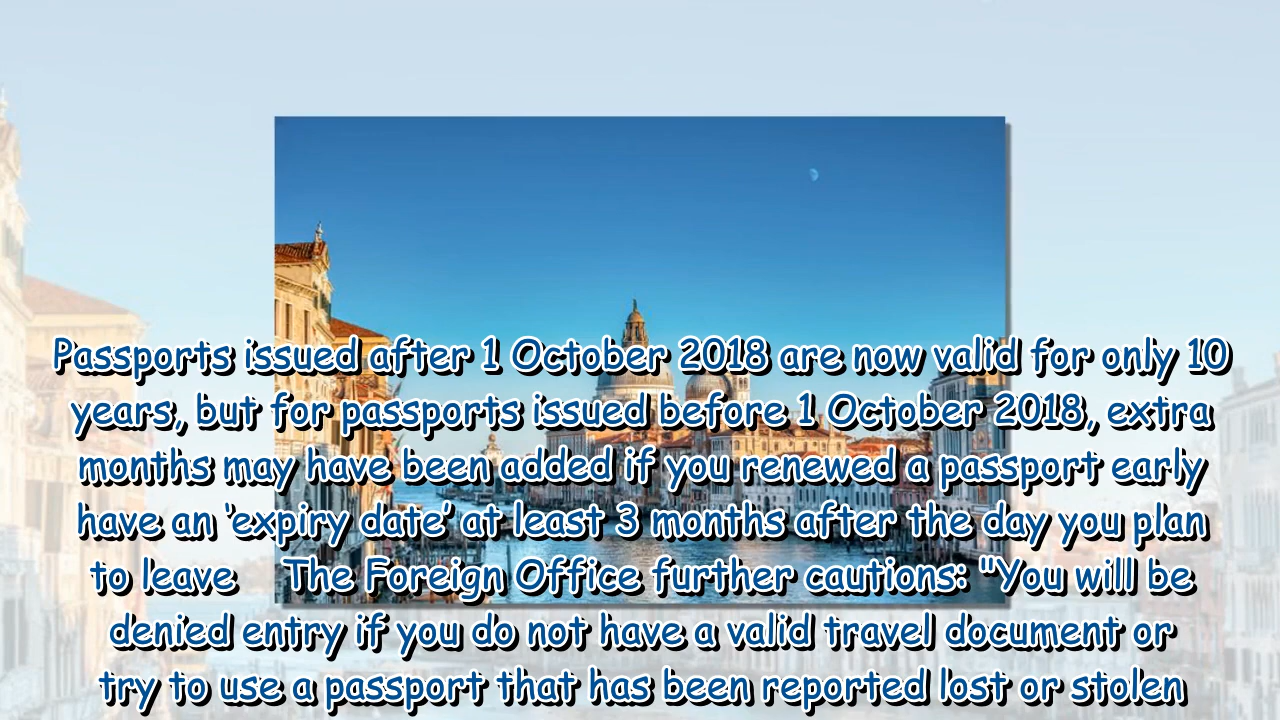 Passports issued after 1 October 2018 are now valid for only 10
years, but for passports issued before 1 October 2018, extra
months may have been added if you renewed a passport early
have an ‘expiry date’ at least 3 months after the day you plan
to leave    The Foreign Office further cautions: "You will be
denied entry if you do not have a valid travel document or
try to use a passport that has been reported lost or stolen